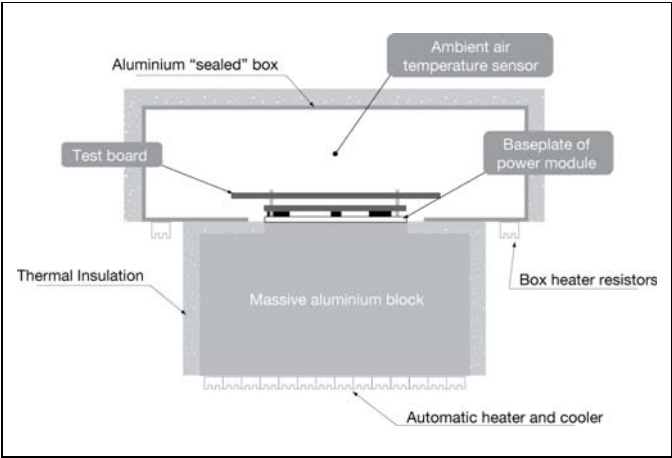 Ambient air
temperature sensor
Aluminium “sealed” box
Baseplate of
power module
Test board
Thermal Insulation
Massive aluminium block
Box heater resistors
Automatic heater and cooler